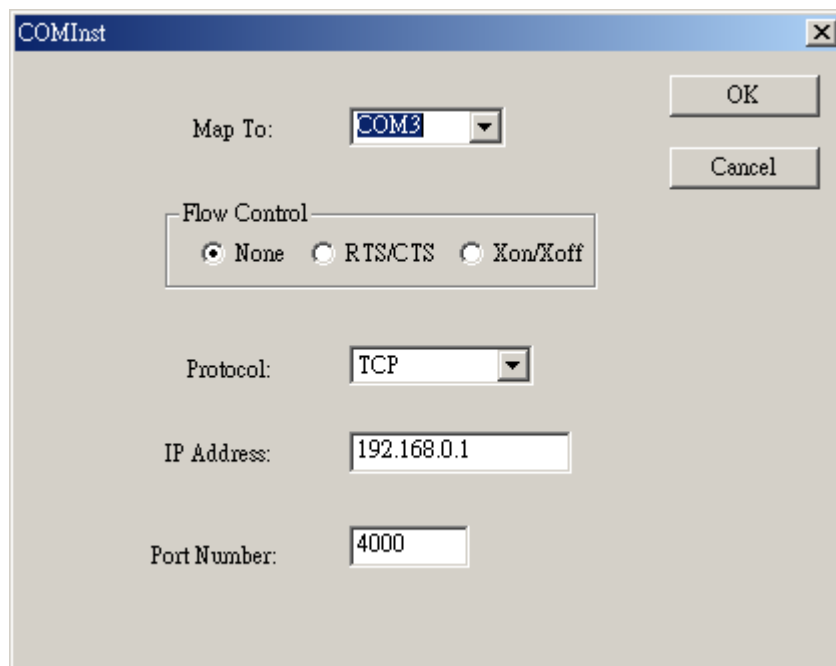 COMInst
OK
Map To: COM3
Cancel
Flow Control
None RTS/CTS Xon/Xoff
Protocol: TCP
IP Address: 192.168.0.1
Port Number: 4000